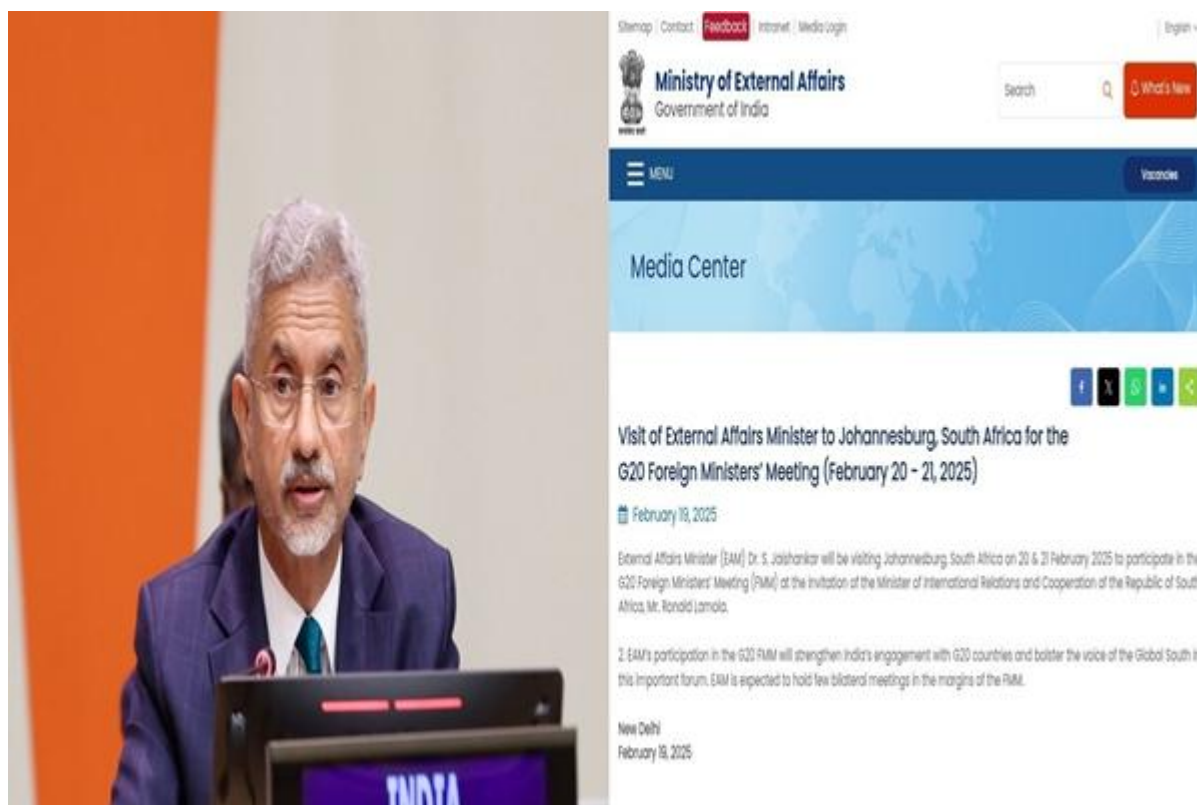 INDIA
Sitemap | Contact | Feedback | Intranet | Media Login
English
Ministry of External Affairs
Government of India
Search
What's New
MENU
Vacancies
Media Center
Visit of External Affairs Minister to Johannesburg, South Africa for the
G20 Foreign Ministers' Meeting (February 20 - 21, 2025)
February 19, 2025
External Affairs Minister (EAM) Dr. S. Jaishankar will be visiting Johannesburg, South Africa on 20 & 21 February 2025 to participate in the
G20 Foreign Ministers' Meeting (FMM) at the invitation of the Minister of International Relations and Cooperation of the Republic of South
Africa, Mr. Ronald Lamola.
2. EAM's participation in the G20 FMM will strengthen India's engagement with G20 countries and bolster the voice of the Global South in
this important forum. EAM is expected to hold few bilateral meetings in the margins of the FMM.
New Delhi
February 19, 2025